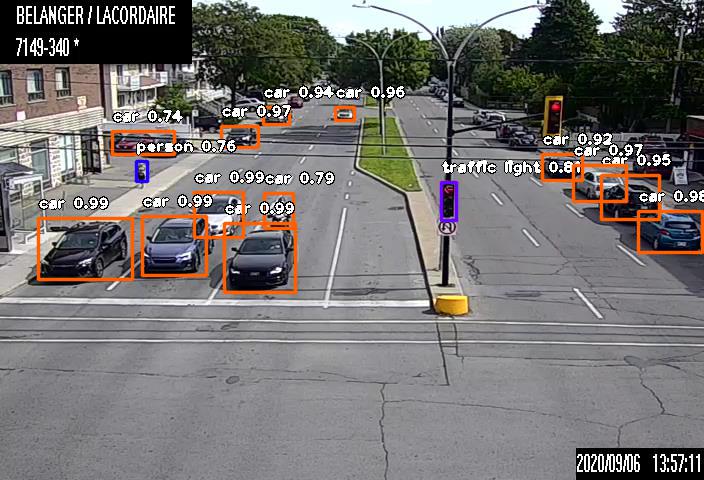 BELANGER / LACORDAIRE
7149-340 *
car 0.94
car 0.96
car 0.97
car 0.74
person 0.76
car 0.92
car 0.97
car 0.95
traffic light 0.81
car 0.99
car 0.79
car 0.98
car 0.99
car 0.99
car 0.99
2020/09/06 13:57:11